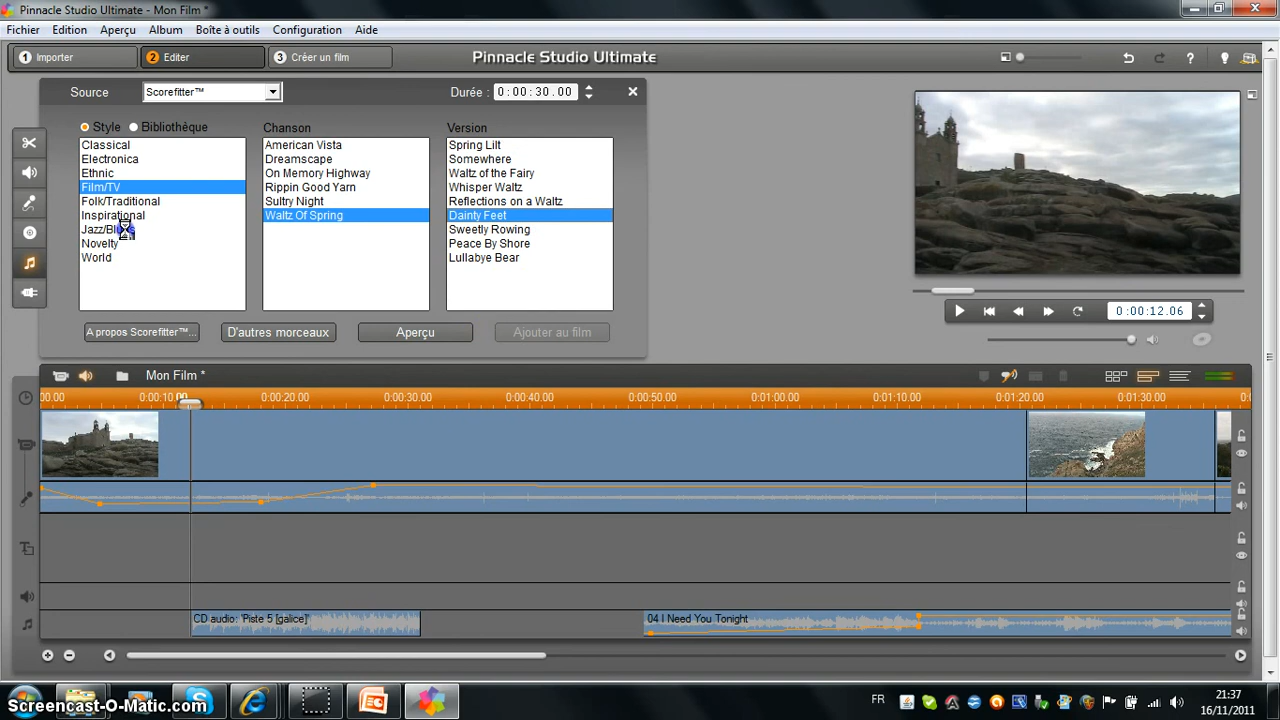 Pinnacle Studio Ultimate - Mon Film *
Fichier Edition Aperçu Album Boîte à outils Configuration Aide
1 Importer 2 Editer 3 Créer un film Pinnacle Studio Ultimate ?
Source Scorefitter™ Durée : 0:00:30.00
Style Bibliothèque Chanson Version
Classical American Vista Spring Lilt
Electronica Dreamscape Somewhere
Ethnic On Memory Highway Waltz of the Fairy
Film/TV Rippin Good Yarn Whisper Waltz
Folk/Traditional Sultry Night Reflections on a Waltz
Inspirational Waltz Of Spring Dainty Feet
Jazz/Blues Sweetly Rowing
Novelty Peace By Shore
World Lullabye Bear
0:00:12.06
A propos Scorefitter™... D'autres morceaux Aperçu Ajouter au film
Mon Film *
00.00 0:00:10.00 0:00:20.00 0:00:30.00 0:00:40.00 0:00:50.00 0:01:00.00 0:01:10.00 0:01:20.00 0:01:30.00
CD audio: 'Piste 5 [galice]' 04 I Need You Tonight
FR 21:37
16/11/2011
Screencast-O-Matic.com